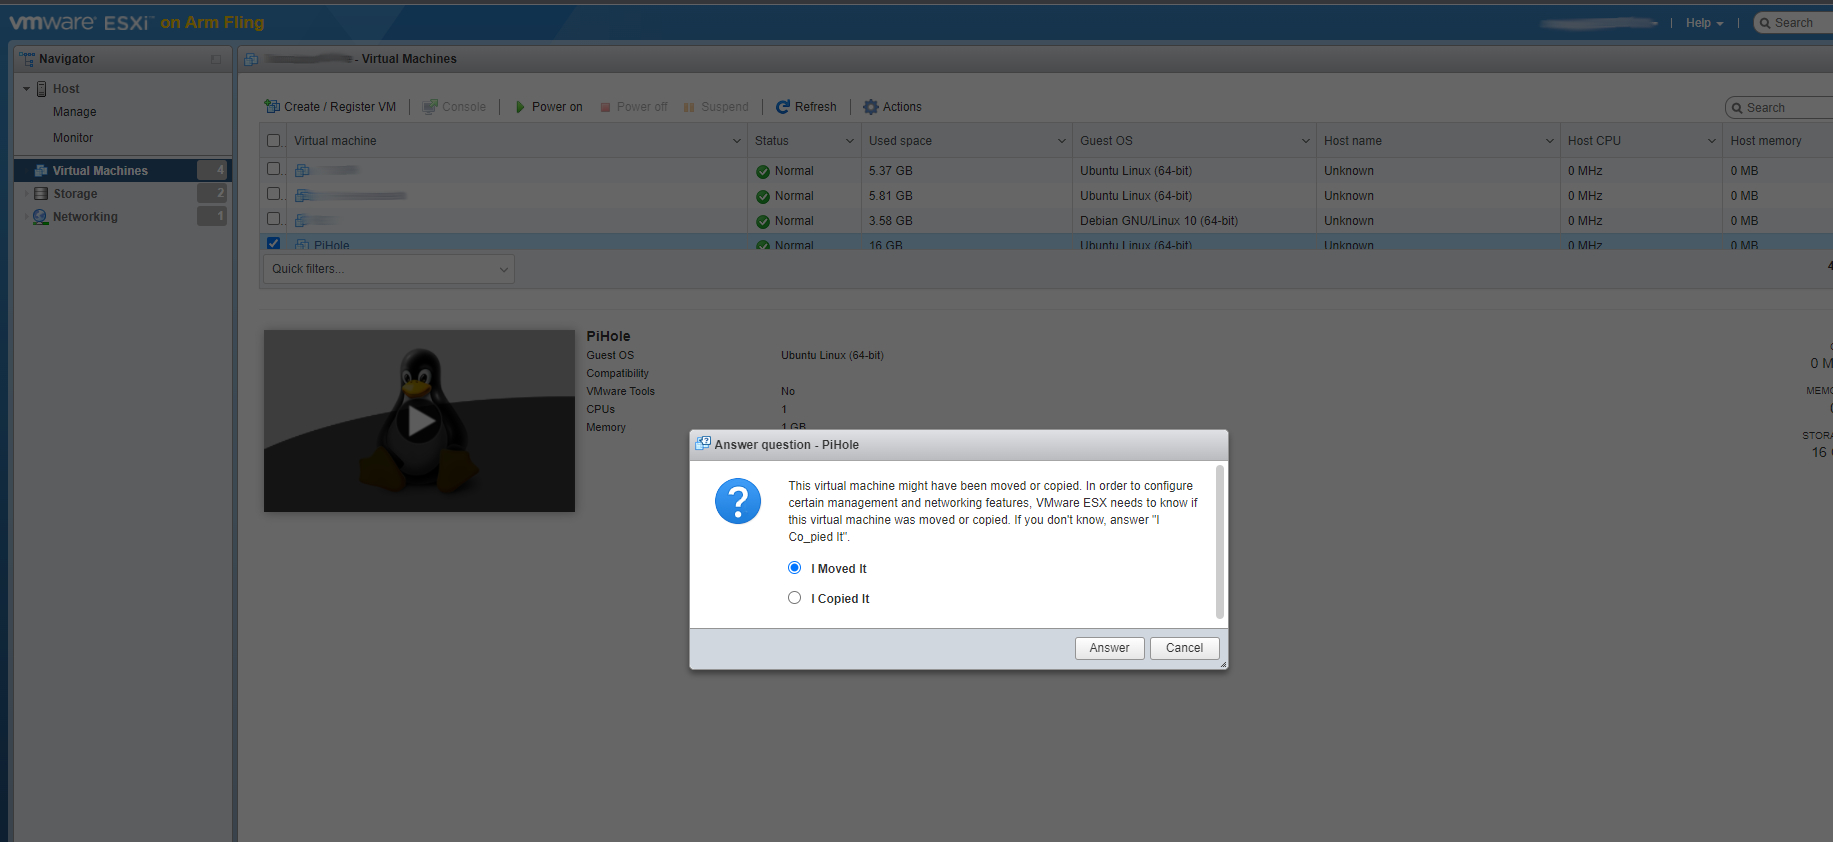 vmware ESXi™ on Arm Fling
Help
Search
Navigator
Host
Manage
Monitor
Virtual Machines 4
Storage 2
Networking 1
- Virtual Machines
Create / Register VM Console Power on Power off Suspend Refresh Actions
Search
Virtual machine Status Used space Guest OS Host name Host CPU Host memory
Normal 5.37 GB Ubuntu Linux (64-bit) Unknown 0 MHz 0 MB
Normal 5.81 GB Ubuntu Linux (64-bit) Unknown 0 MHz 0 MB
Normal 3.58 GB Debian GNU/Linux 10 (64-bit) Unknown 0 MHz 0 MB
PiHole Normal 16 GB Ubuntu Linux (64-bit) Unknown 0 MHz 0 MB
Quick filters...
PiHole
Guest OS Ubuntu Linux (64-bit)
Compatibility
VMware Tools No
CPUs 1
Memory 1 GB
0 M
MEMO
STORA
16
Answer question - PiHole
This virtual machine might have been moved or copied. In order to configure
certain management and networking features, VMware ESX needs to know if
this virtual machine was moved or copied. If you don't know, answer "I
Co_pied It".
I Moved It
I Copied It
Answer Cancel